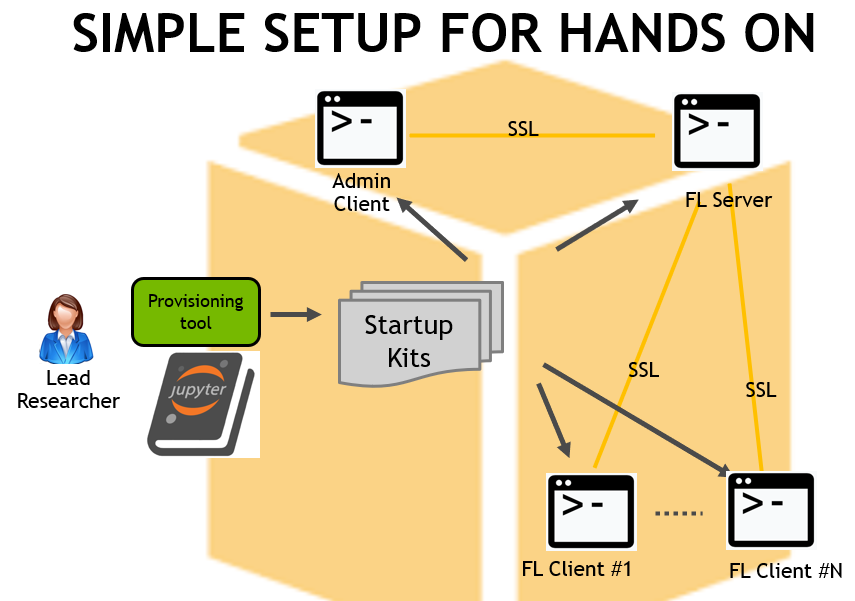 SIMPLE SETUP FOR HANDS ON
>-
SSL
>-
Admin
Client
FL Server
Provisioning
tool
Startup
Kits
Lead
Researcher
jupyter
SSL
SSL
>-
>-
FL Client #1
FL Client #N